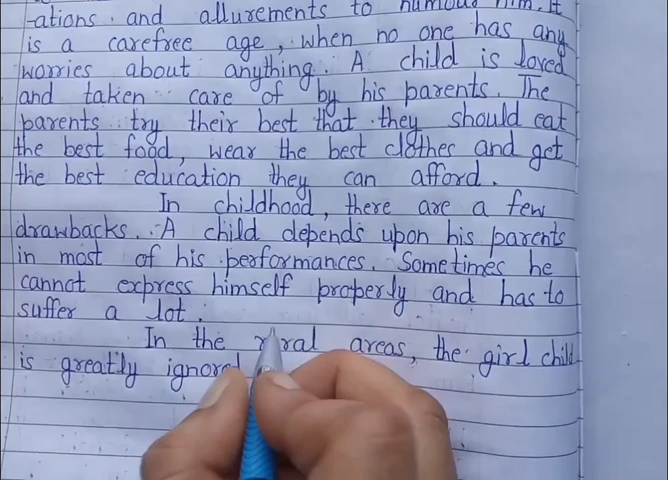 -ations and allurements to humour him. It
is a carefree age, when no one has any
worries about anything. A child is loved
and taken care of by his parents. The
parents try their best that they should eat
the best food, wear the best clothes and get
the best education they can afford.
In childhood, there are a few
drawbacks. A child depends upon his parents
in most of his performances. Sometimes he
cannot express himself properly and has to
suffer a lot.
In the rural areas, the girl child
is greatly ignored